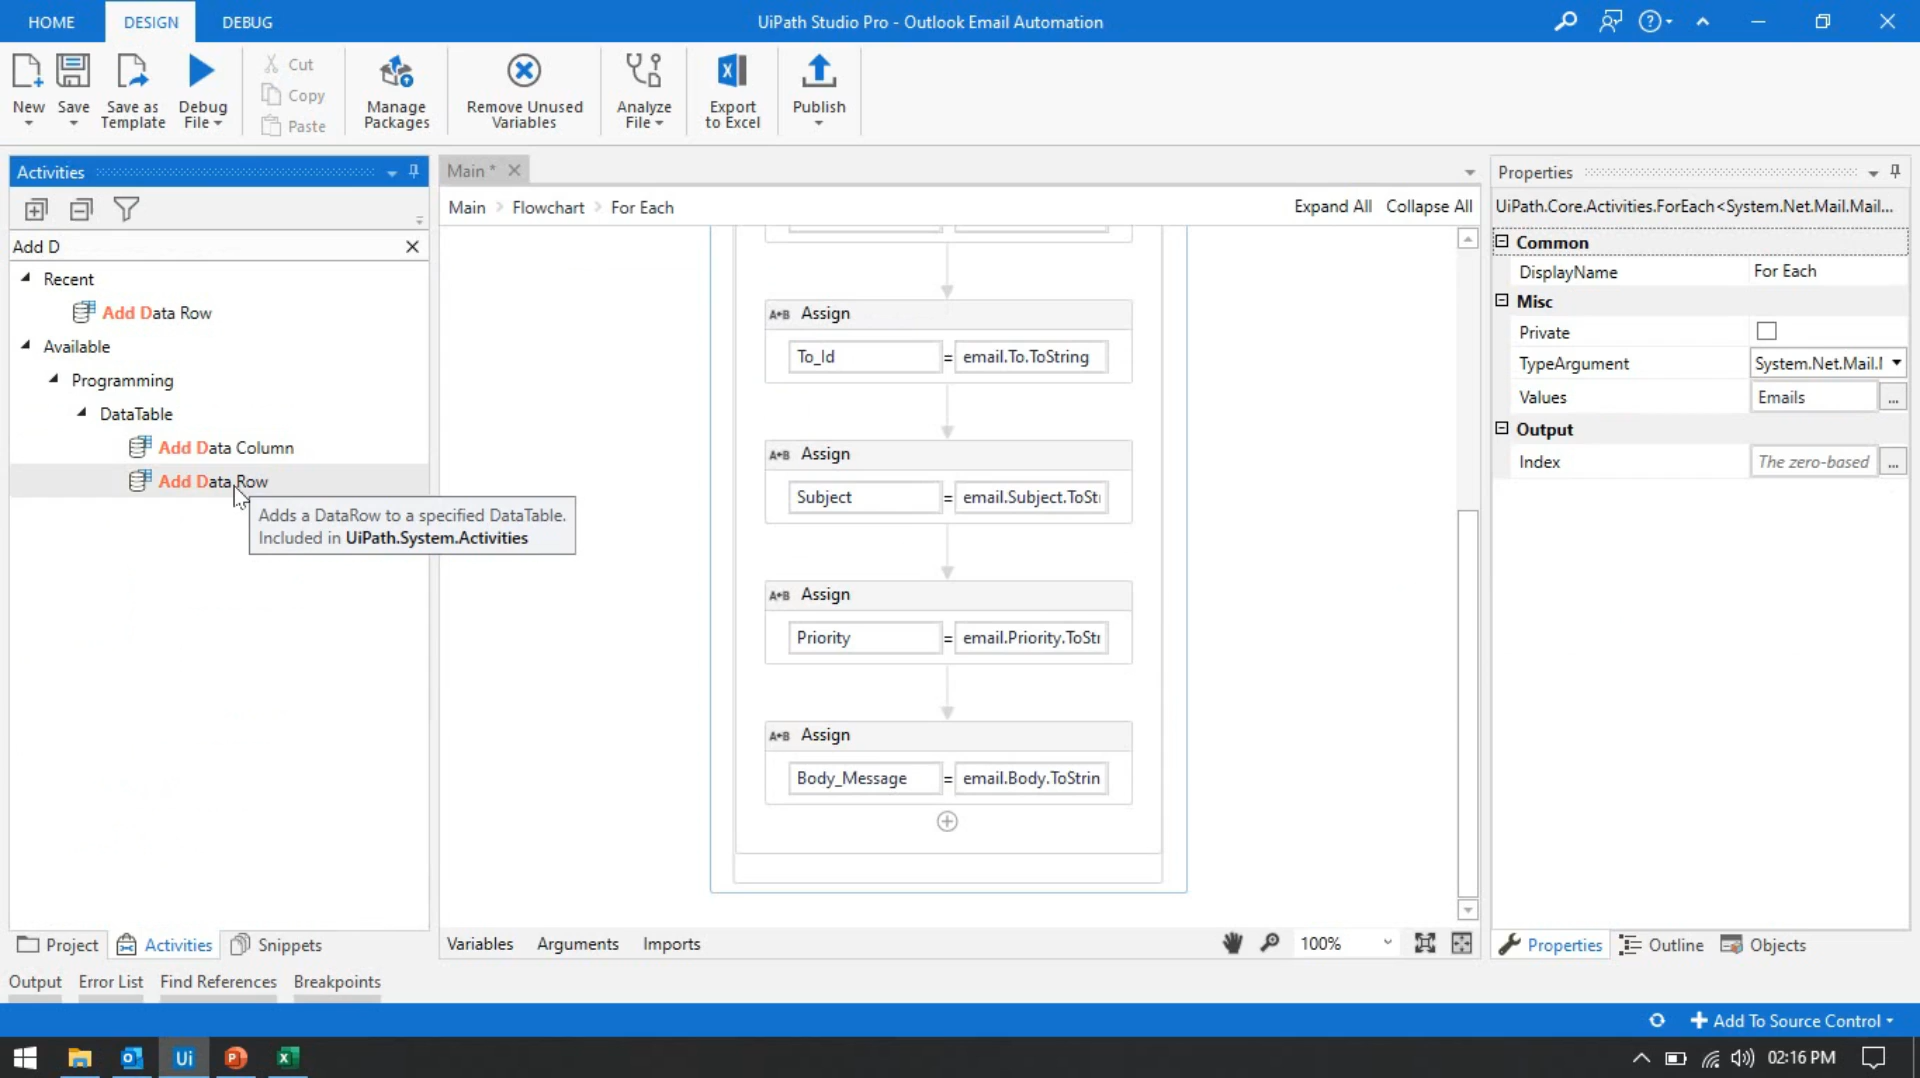 HOME DESIGN DEBUG UiPath Studio Pro - Outlook Email Automation
New Save Save as Template Debug File Cut Copy Paste Manage Packages Remove Unused Variables Analyze File Export to Excel Publish
Activities
Add D
Recent
Add Data Row
Available
Programming
DataTable
Add Data Column
Add Data Row
Adds a DataRow to a specified DataTable.
Included in UiPath.System.Activities
Main *
Main Flowchart For Each Expand All Collapse All
A+B Assign
To_Id = email.To.ToString
A+B Assign
Subject = email.Subject.ToSt
A+B Assign
Priority = email.Priority.ToStr
A+B Assign
Body_Message = email.Body.ToStrin
Properties
UiPath.Core.Activities.ForEach<System.Net.Mail.Mail...
Common
DisplayName For Each
Misc
Private
TypeArgument System.Net.Mail.
Values Emails ...
Output
Index The zero-based ...
Project Activities Snippets
Variables Arguments Imports 100%
Properties Outline Objects
Output Error List Find References Breakpoints
Add To Source Control
Ui 02:16 PM